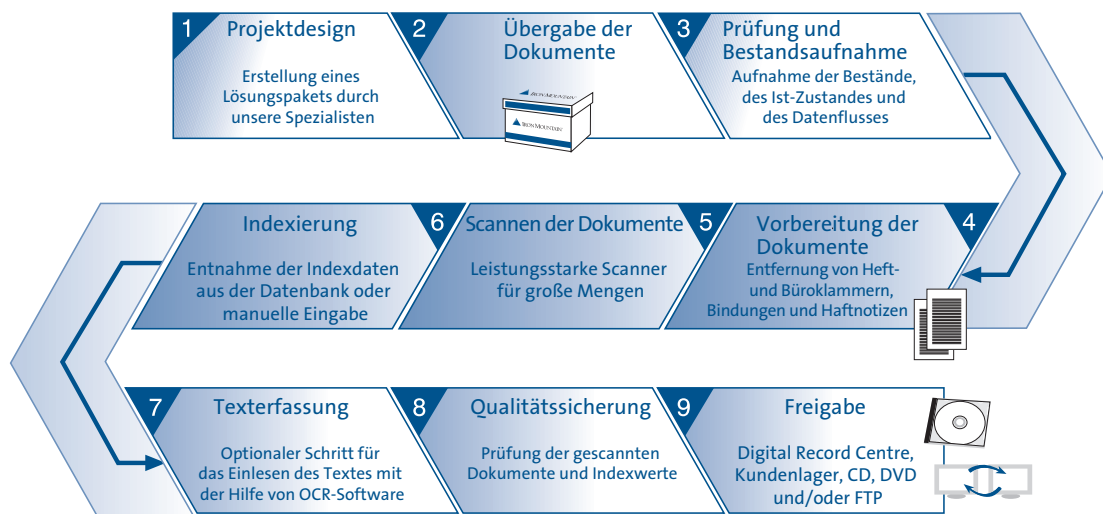 1 Projektdesign
Erstellung eines
Lösungspakets durch
unsere Spezialisten
2 Übergabe der
Dokumente
IRON MOUNTAIN
IRON MOUNTAIN
3 Prüfung und
Bestandsaufnahme
Aufnahme der Bestände,
des Ist-Zustandes und
des Datenflusses
Vorbereitung der 4
Dokumente
Entfernung von Heft-
und Büroklammern,
Bindungen und Haftnotizen
Scannen der Dokumente 5
Leistungsstarke Scanner
für große Mengen
Indexierung 6
Entnahme der Indexdaten
aus der Datenbank oder
manuelle Eingabe
7 Texterfassung
Optionaler Schritt für
das Einlesen des Textes mit
der Hilfe von OCR-Software
8 Qualitätssicherung
Prüfung der gescannten
Dokumente und Indexwerte
9 Freigabe
Digital Record Centre,
Kundenlager, CD, DVD
und/oder FTP